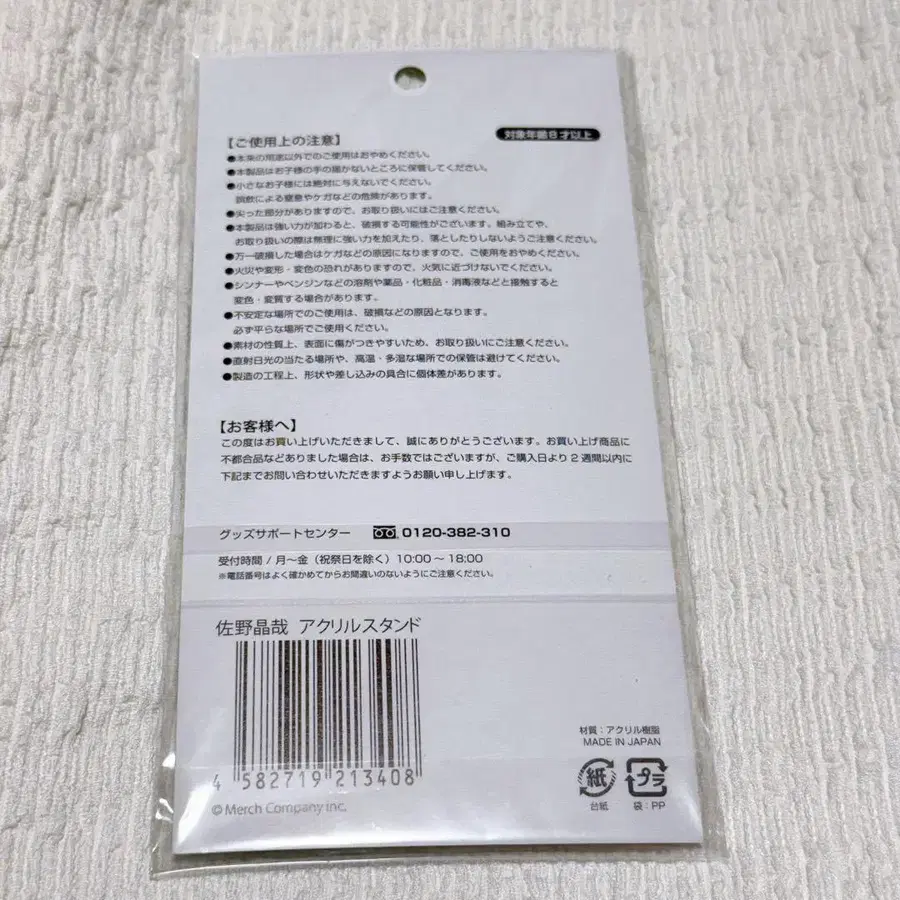 【ご使用上の注意】
対象年齢8才以上
●本来の用途以外でのご使用はおやめください。
●本製品はお子様の手の届かないところに保管してください。
●小さなお子様には絶対に与えないでください。
誤飲による窒息やケガなどの危険があります。
●尖った部分がありますので、お取り扱いにはご注意ください。
●本製品は強い力が加わると、破損する可能性がございます。組み立てや、
お取り扱いの際は無理に強い力を加えたり、落としたりしないようご注意ください。
●万一破損した場合はケガなどの原因になりますので、ご使用をおやめください。
●火災や変形・変色の恐れがありますので、火気に近づけないでください。
●シンナーやベンジンなどの溶剤や薬品・化粧品・消毒液などと接触すると
変色・変質する場合があります。
●不安定な場所でのご使用は、破損などの原因となります。
必ず平らな場所でご使用ください。
●素材の性質上、表面に傷がつきやすいため、お取り扱いにご注意ください。
●直射日光の当たる場所や、高温・多湿な場所での保管は避けてください。
●製造の工程上、形状や差し込みの具合に個体差があります。
【お客様へ】
この度はお買い上げいただきまして、誠にありがとうございます。お買い上げ商品に
不都合品などありました場合は、お手数ではございますが、ご購入日より2週間以内に
下記までお問い合わせいただきますようお願い申し上げます。
グッズサポートセンター 0120-382-310
受付時間 / 月～金（祝祭日を除く）10:00～18:00
※電話番号はよく確かめてからお間違いのないようにご注意ください。
佐野晶哉 アクリルスタンド
4 582719 213408
© Merch Company inc.
材質：アクリル樹脂
MADE IN JAPAN
紙 プラ
台紙 袋：PP